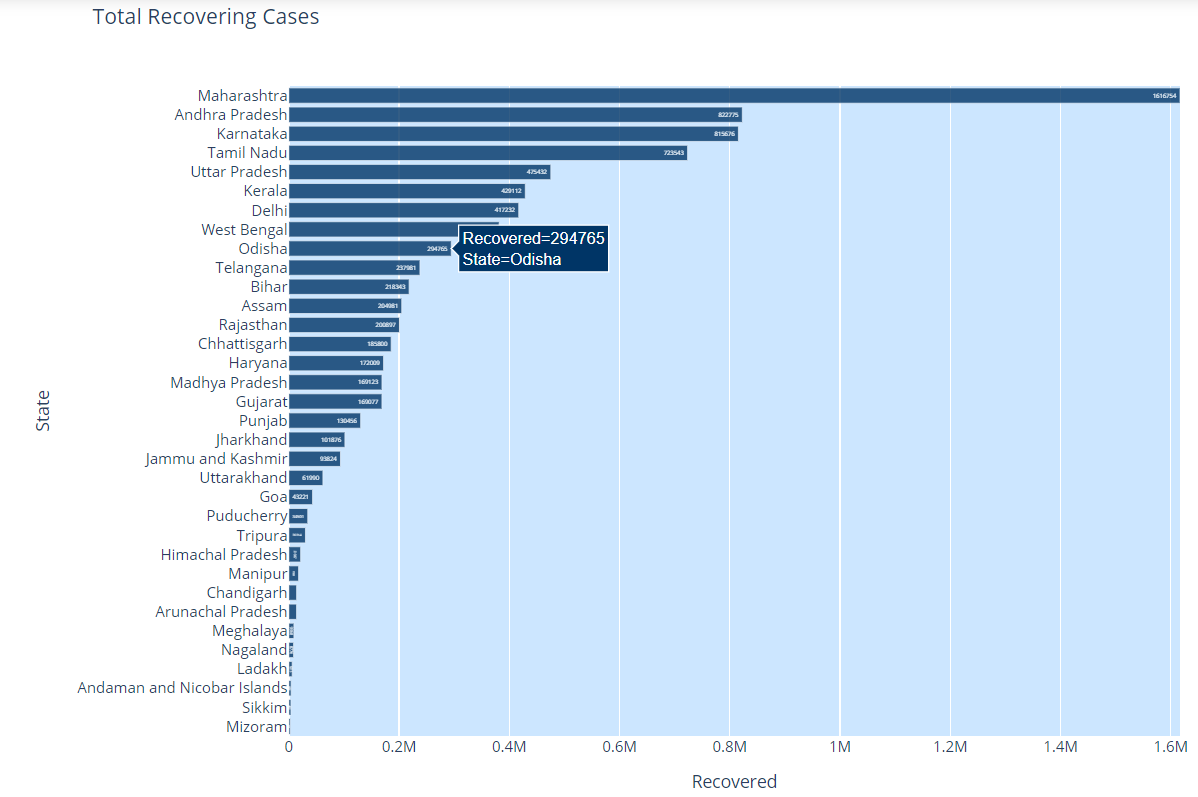 Total Recovering Cases
Maharashtra 1616754
Andhra Pradesh 822775
Karnataka 815676
Tamil Nadu 723543
Uttar Pradesh 475432
Kerala 429112
Delhi 417232
West Bengal
Recovered=294765
Odisha 294765
State=Odisha
Telangana 237981
Bihar 218343
Assam 204981
Rajasthan 200897
Chhattisgarh 185800
Haryana 172009
Madhya Pradesh 169123
Gujarat 169077
Punjab 130456
Jharkhand 101876
Jammu and Kashmir 93824
Uttarakhand 61990
Goa 43221
Puducherry
Tripura
Himachal Pradesh
Manipur
Chandigarh
Arunachal Pradesh
Meghalaya
Nagaland
Ladakh
Andaman and Nicobar Islands
Sikkim
Mizoram
State
0 0.2M 0.4M 0.6M 0.8M 1M 1.2M 1.4M 1.6M
Recovered